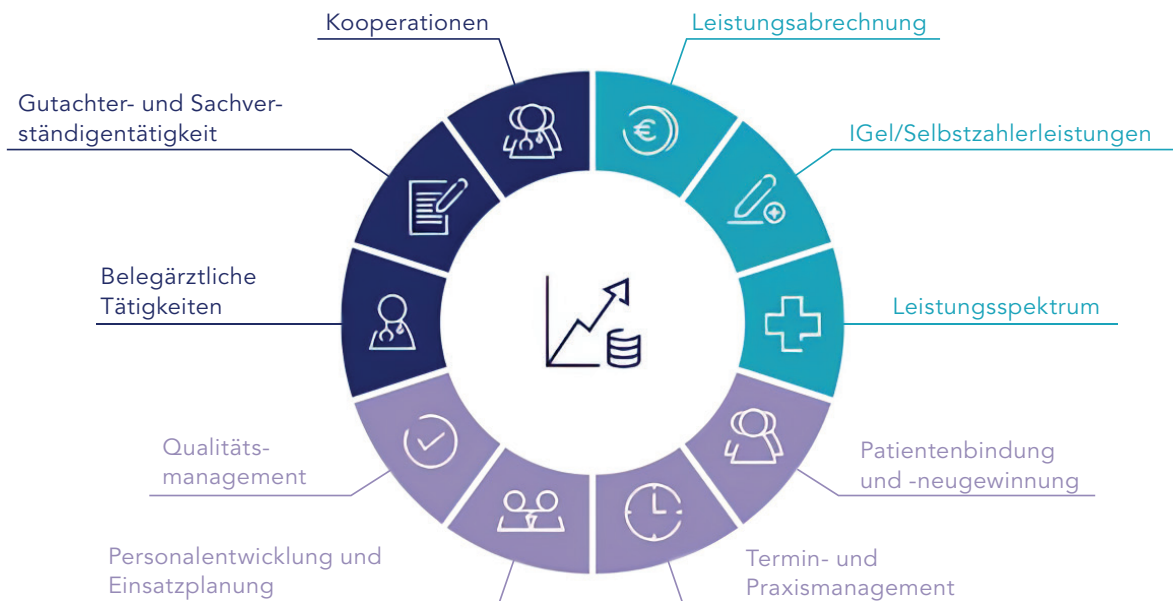 Kooperationen
Leistungsabrechnung
Gutachter- und Sachver-
ständigentätigkeit
IGel/Selbstzahlerleistungen
€
Belegärztliche
Tätigkeiten
Leistungsspektrum
Qualitäts-
management
Patientenbindung
und -neugewinnung
Personalentwicklung und
Einsatzplanung
Termin- und
Praxismanagement